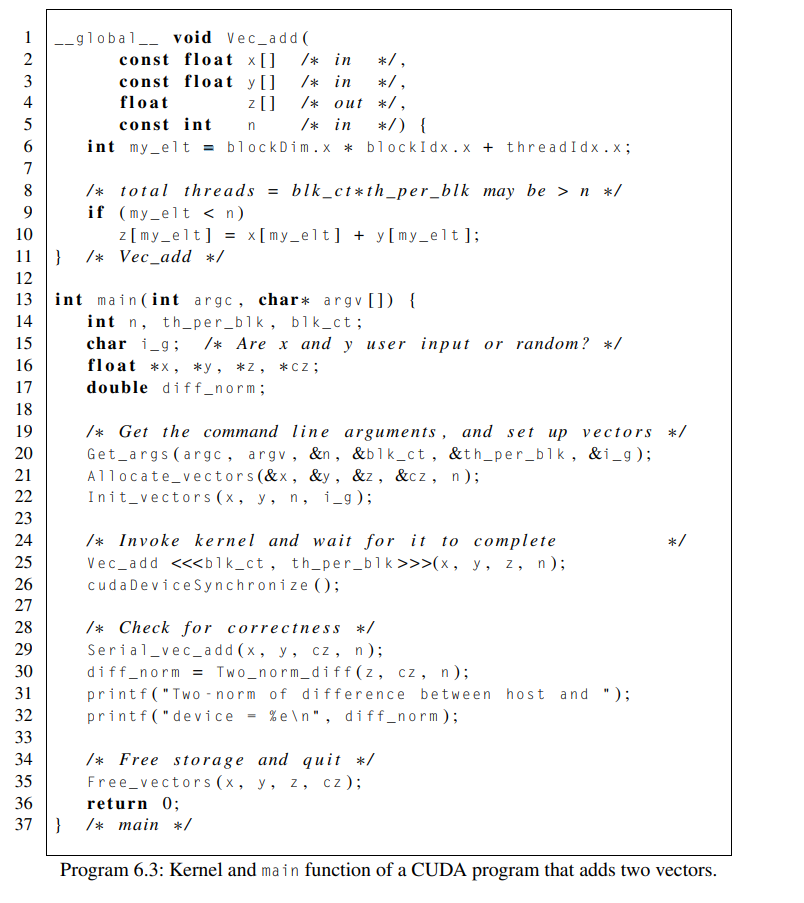 1 __global__ void Vec_add(
2 const float x[] /* in */,
3 const float y[] /* in */,
4 float z[] /* out */,
5 const int n /* in */) {
6 int my_elt = blockDim.x * blockIdx.x + threadIdx.x;
7
8 /* total threads = blk_ct*th_per_blk may be > n */
9 if (my_elt < n)
10 z[my_elt] = x[my_elt] + y[my_elt];
11 } /* Vec_add */
12
13 int main(int argc, char* argv[]) {
14 int n, th_per_blk, blk_ct;
15 char i_g; /* Are x and y user input or random? */
16 float *x, *y, *z, *cz;
17 double diff_norm;
18
19 /* Get the command line arguments, and set up vectors */
20 Get_args(argc, argv, &n, &blk_ct, &th_per_blk, &i_g);
21 Allocate_vectors(&x, &y, &z, &cz, n);
22 Init_vectors(x, y, n, i_g);
23
24 /* Invoke kernel and wait for it to complete */
25 Vec_add <<<blk_ct, th_per_blk>>>(x, y, z, n);
26 cudaDeviceSynchronize();
27
28 /* Check for correctness */
29 Serial_vec_add(x, y, cz, n);
30 diff_norm = Two_norm_diff(z, cz, n);
31 printf("Two-norm of difference between host and ");
32 printf("device = %e\n", diff_norm);
33
34 /* Free storage and quit */
35 Free_vectors(x, y, z, cz);
36 return 0;
37 } /* main */
Program 6.3: Kernel and main function of a CUDA program that adds two vectors.